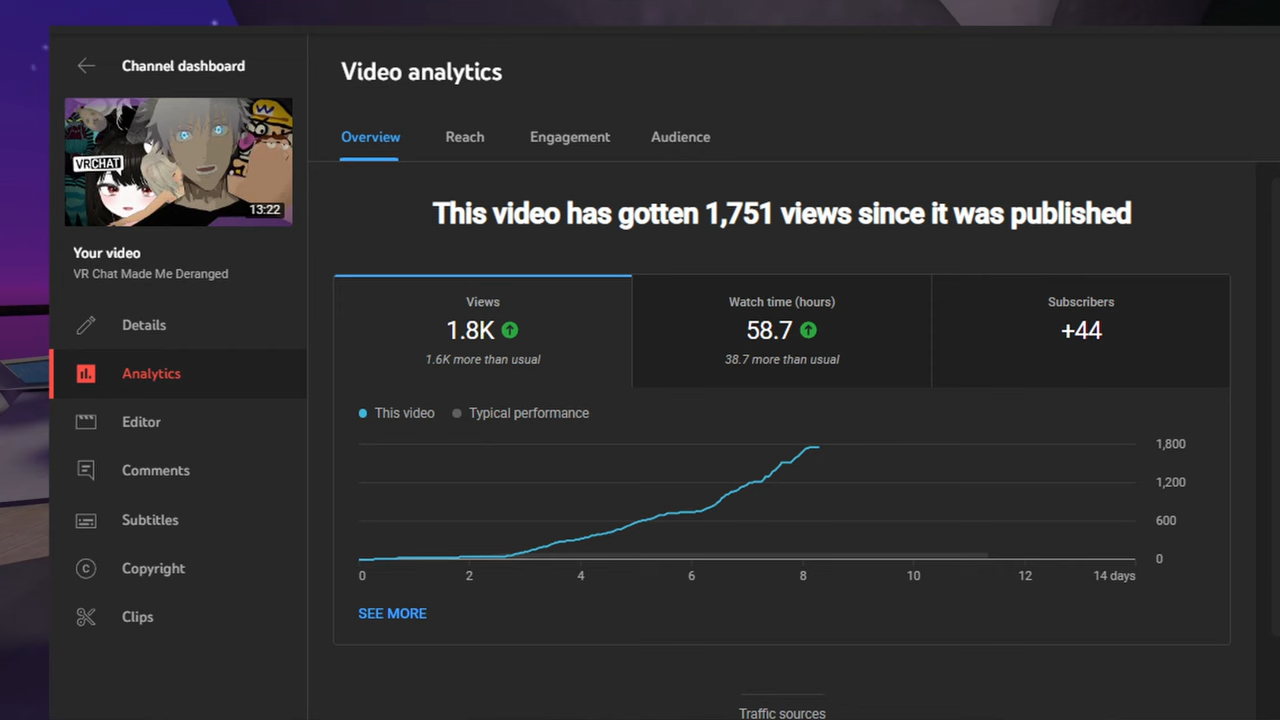 Channel dashboard
VRCHAT
W
13:22
Your video
VR Chat Made Me Deranged
Details
Analytics
Editor
Comments
Subtitles
Copyright
Clips
Video analytics
Overview Reach Engagement Audience
This video has gotten 1,751 views since it was published
Views
1.8K
1.6K more than usual
Watch time (hours)
58.7
38.7 more than usual
Subscribers
+44
This video Typical performance
1,800
1,200
600
0
0 2 4 6 8 10 12 14 days
SEE MORE
Traffic sources